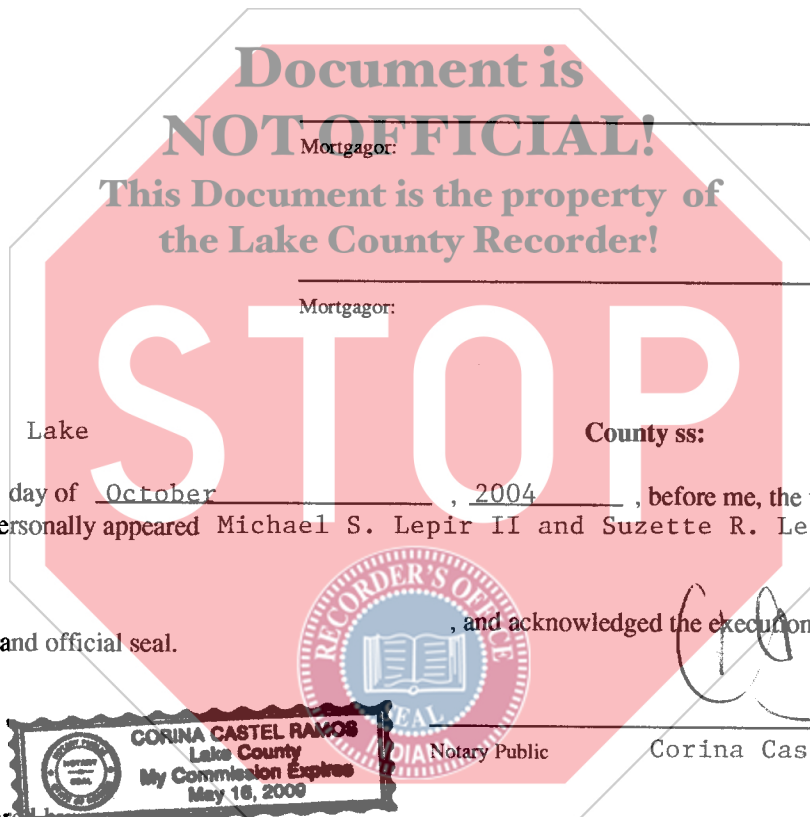 Document is
NOT OFFICIAL!
Mortgagor:
This Document is the property of
the Lake County Recorder!
Mortgagor:
STOP
Lake County ss:
day of October , 2004 , before me, the
ersonally appeared Michael S. Lepir II and Suzette R. Le
RECORDER'S OFFICE
, and acknowledged the execution
and official seal.
SEAL
INDIANA
CORINA CASTEL RAMOS
Lake County
My Commission Expires
May 16, 2009
NOTARY
SEAL
Notary Public Corina Cas